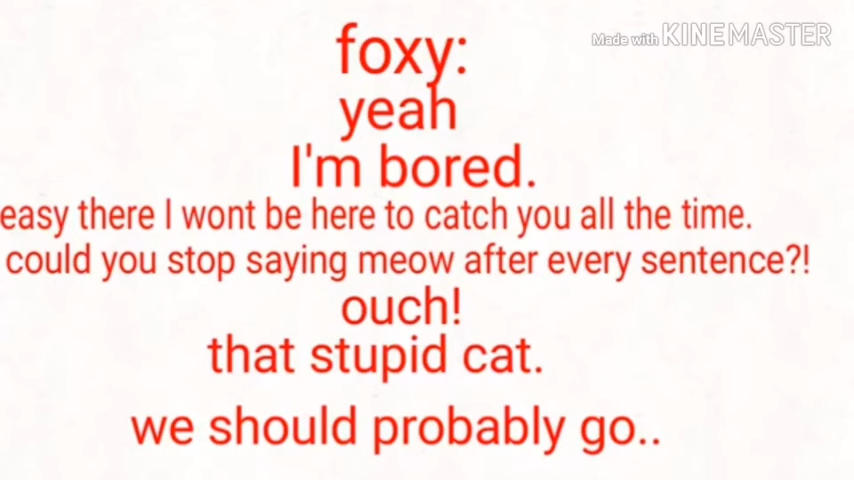 Made with KINEMASTER
foxy:
yeah
I'm bored.
easy there I wont be here to catch you all the time.
could you stop saying meow after every sentence?!
ouch!
that stupid cat.
we should probably go..